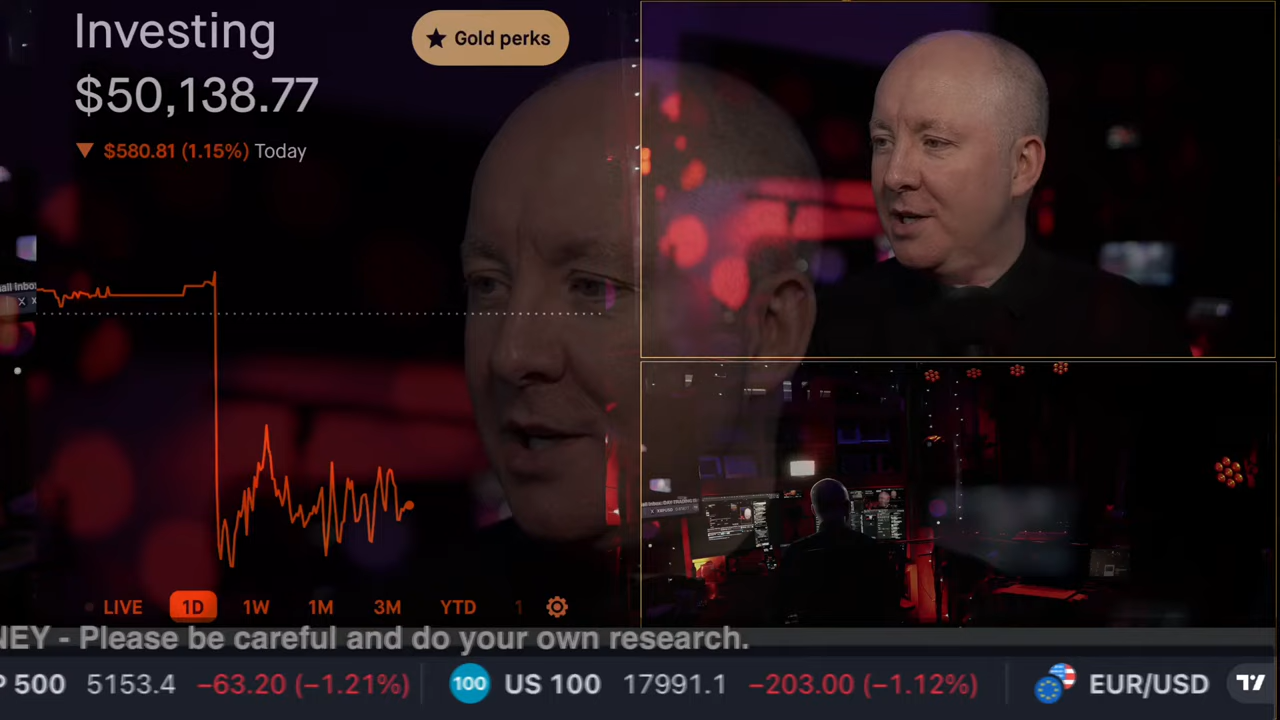 Investing
★ Gold perks
$50,138.77
▼ $580.81 (1.15%) Today
LIVE 1D 1W 1M 3M YTD 1
NEY - Please be careful and do your own research.
P 500 5153.4 −63.20 (−1.21%) 100 US 100 17991.1 −203.00 (−1.12%) EUR/USD